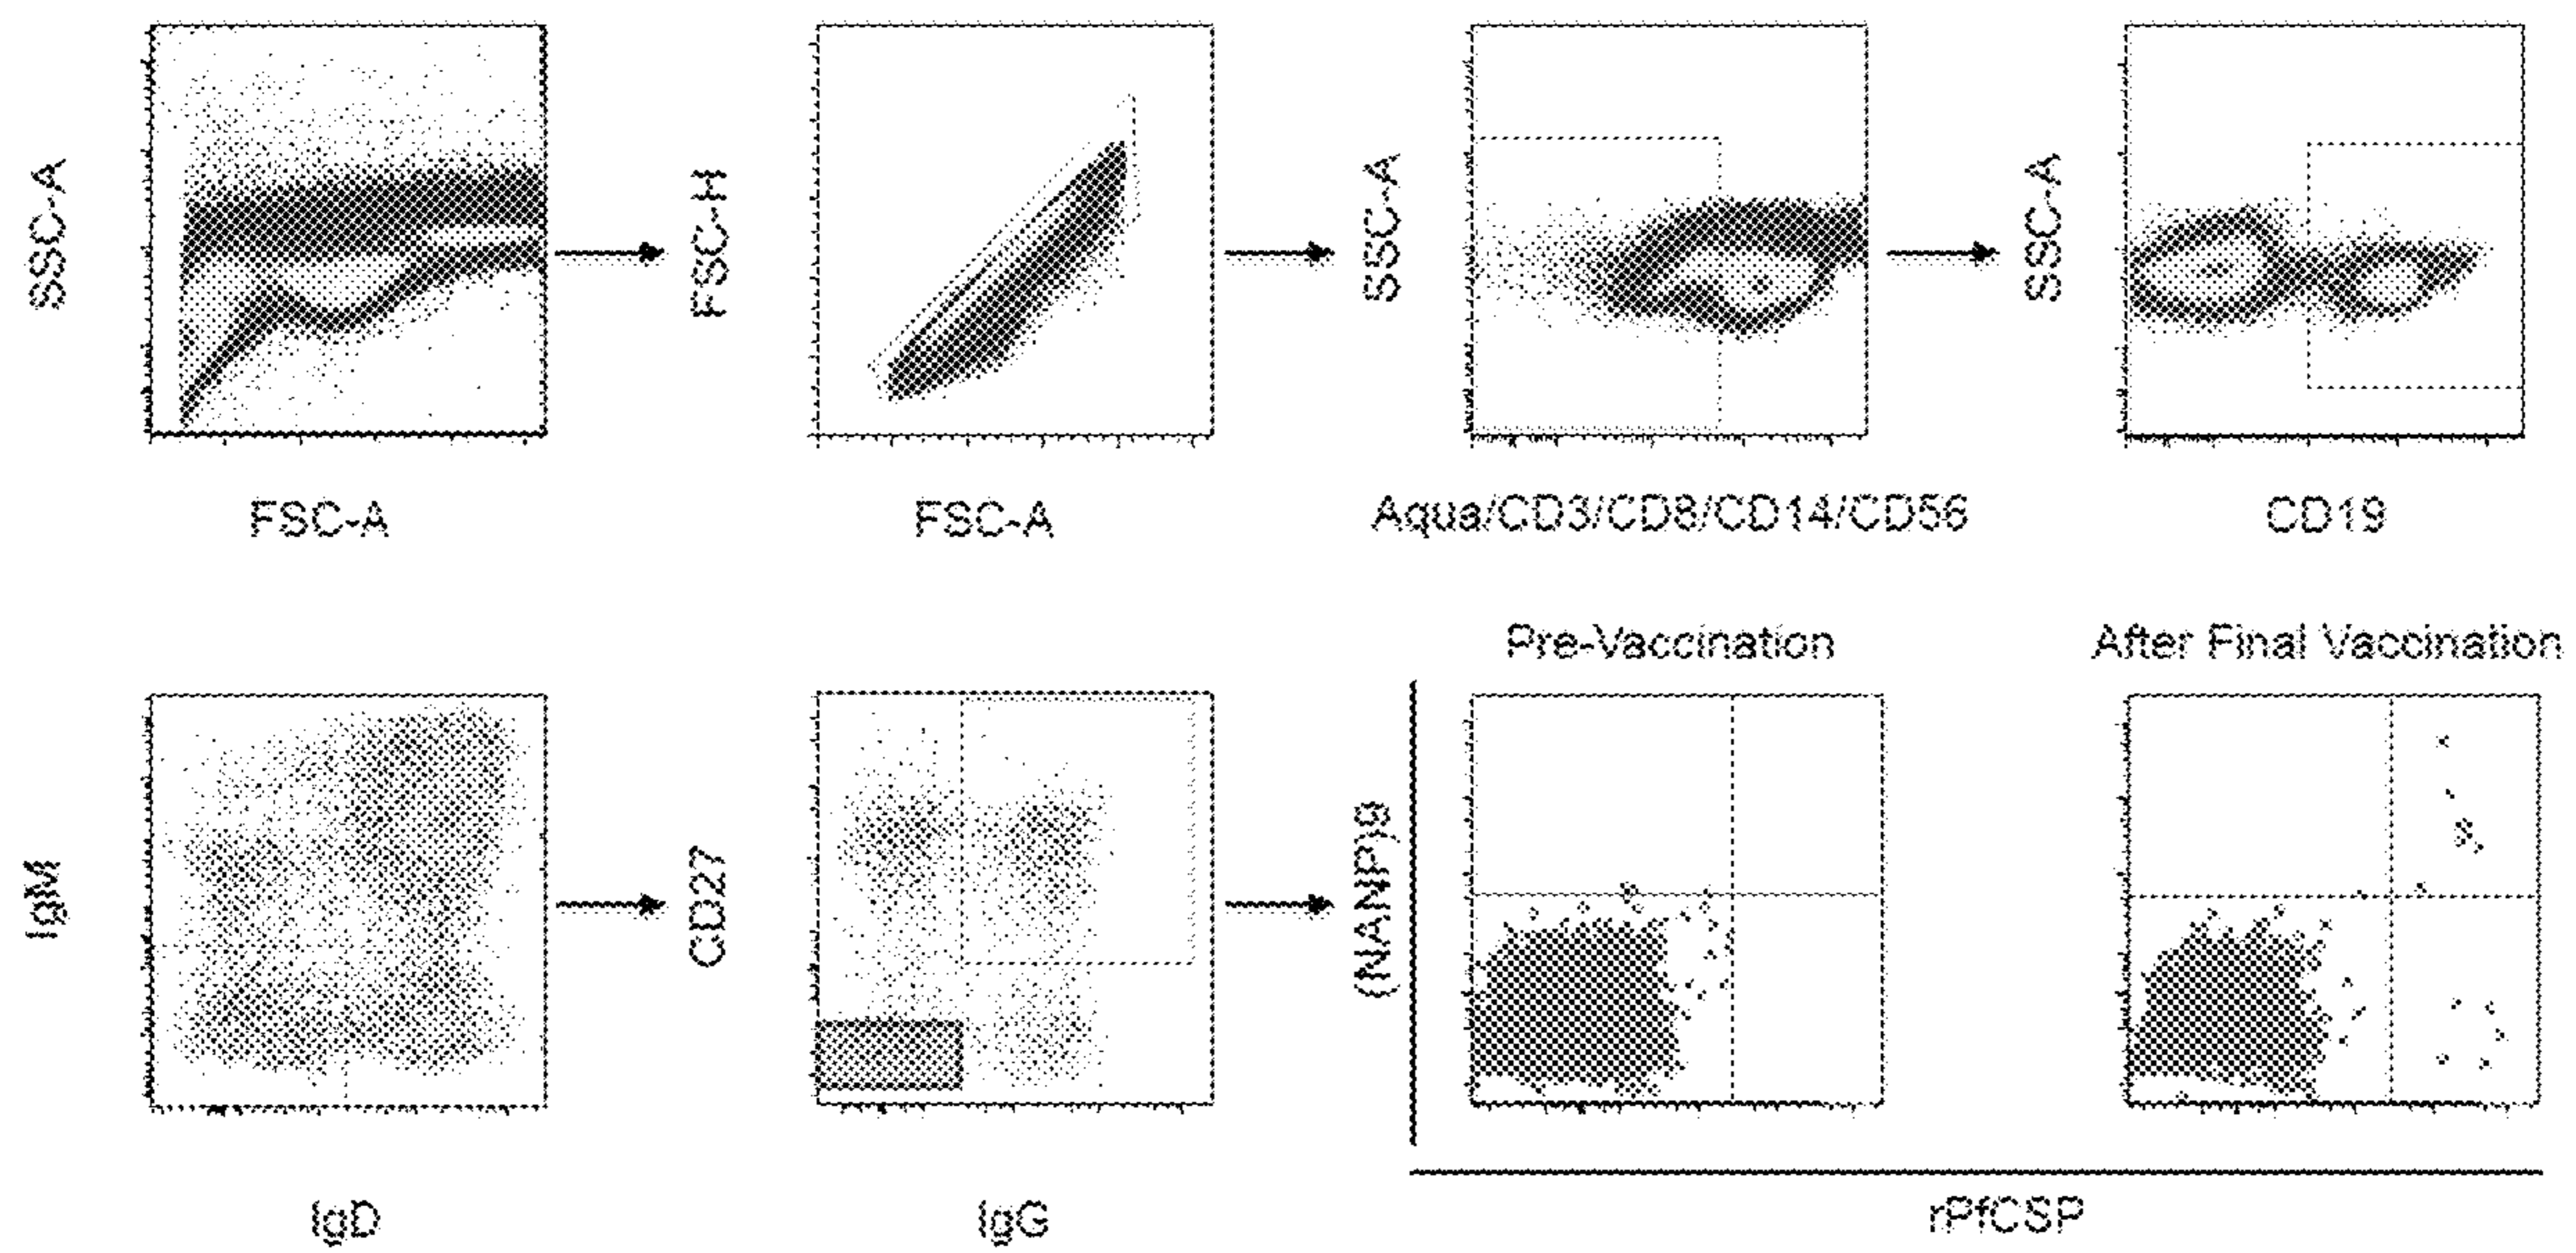 SSC-A
FSC-A
FSC-H
FSC-A
SSC-A
Aqua/CD3/CD8/CD14/CD56
SSC-A
CD19
Pre-Vaccination
After Final Vaccination
IgM
IgD
CD27
IgG
(NANP)9
rPfCSP